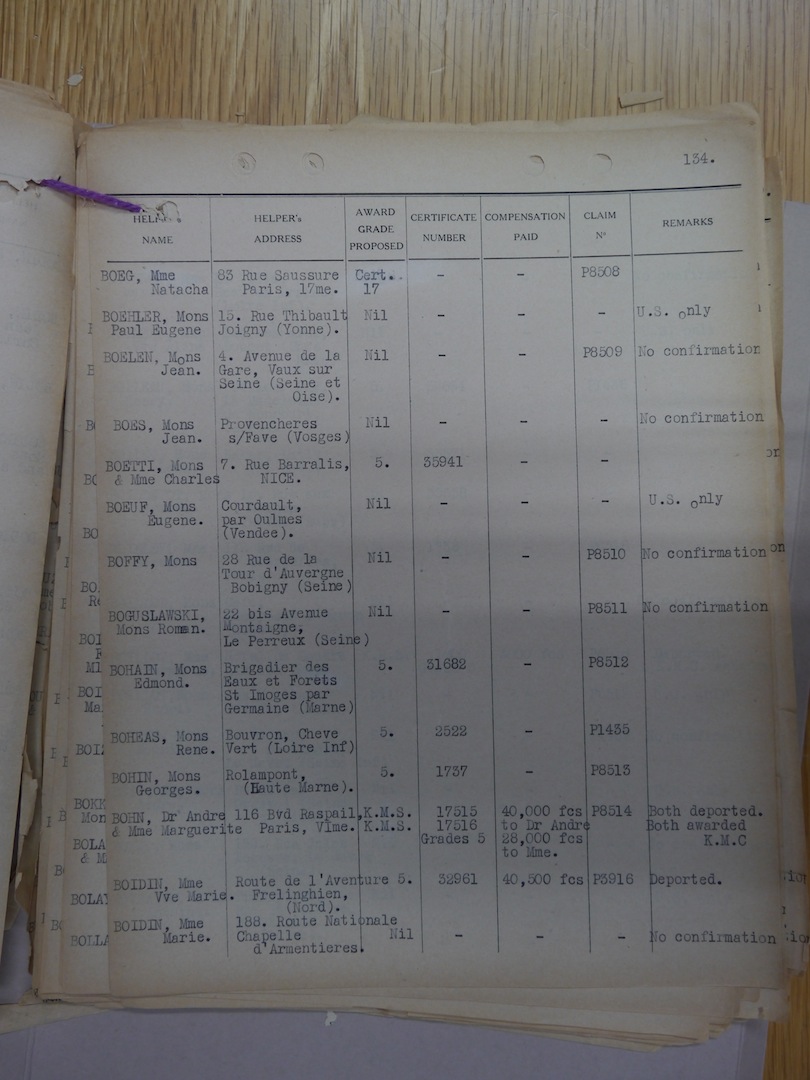 134.
HELPER's NAME HELPER's ADDRESS AWARD GRADE PROPOSED CERTIFICATE NUMBER COMPENSATION PAID CLAIM Nº REMARKS
BOEG, Mme 83 Rue Saussure Cert. - - P8508
Natacha Paris, 17me. 17
BOEHLER, Mons 15. Rue Thibault Nil - - - U.S. only
Paul Eugene Joigny (Yonne).
BOELEN, Mons 4. Avenue de la Nil - - P8509 No confirmation
Jean. Gare, Vaux sur
Seine (Seine et
Oise).
BOES, Mons Provencheres Nil - - - No confirmation
Jean. s/Fave (Vosges)
BOETTI, Mons 7. Rue Barralis, 5. 35941 - -
& Mme Charles NICE.
BOEUF, Mons Courdault, Nil - - - U.S. only
Eugene. par Oulmes
(Vendee).
BOFFY, Mons 28 Rue de la Nil - - P8510 No confirmation
Tour d'Auvergne
Bobigny (Seine)
BOGUSLAWSKI, 22 bis Avenue Nil - - P8511 No confirmation
Mons Roman. Montaigne,
Le Perreux (Seine)
BOHAIN, Mons Brigadier des 5. 31682 - P8512
Edmond. Eaux et Forets
St Imoges par
Germaine (Marne)
BOHEAS, Mons Bouvron, Cheve 5. 2522 - P1435
Rene. Vert (Loire Inf)
BOHIN, Mons Rolampont, 5. 1737 - P8513
Georges. (Haute Marne).
BOHN, Dr Andre 116 Bvd Raspail, K.M.S. 17515 40,000 fcs P8514 Both deported.
& Mme Marguerite Paris, VIme. K.M.S. 17516 to Dr Andre Both awarded
Grades 5 28,000 fcs K.M.C
to Mme.
BOIDIN, Mme Route de l'Aventure 5. 32961 40,500 fcs P3916 Deported.
Vve Marie. Frelinghien,
(Nord).
BOIDIN, Mme 188. Route Nationale
Marie. Chapelle Nil - - - No confirmation
d'Armentieres.